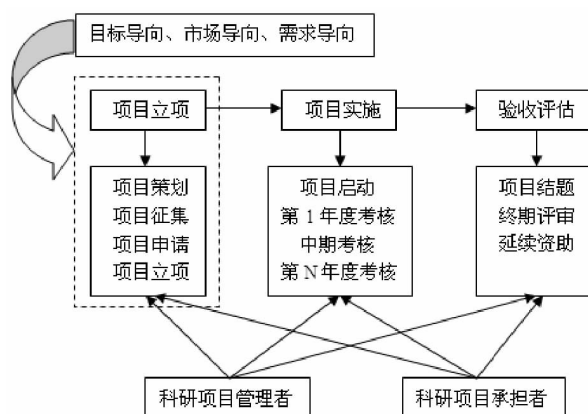 目标导向、市场导向、需求导向
项目立项
项目实施
验收评估
项目策划
项目征集
项目申请
项目立项
项目启动
第1年度考核
中期考核
第N年度考核
项目结题
终期评审
延续资助
科研项目管理者
科研项目承担者